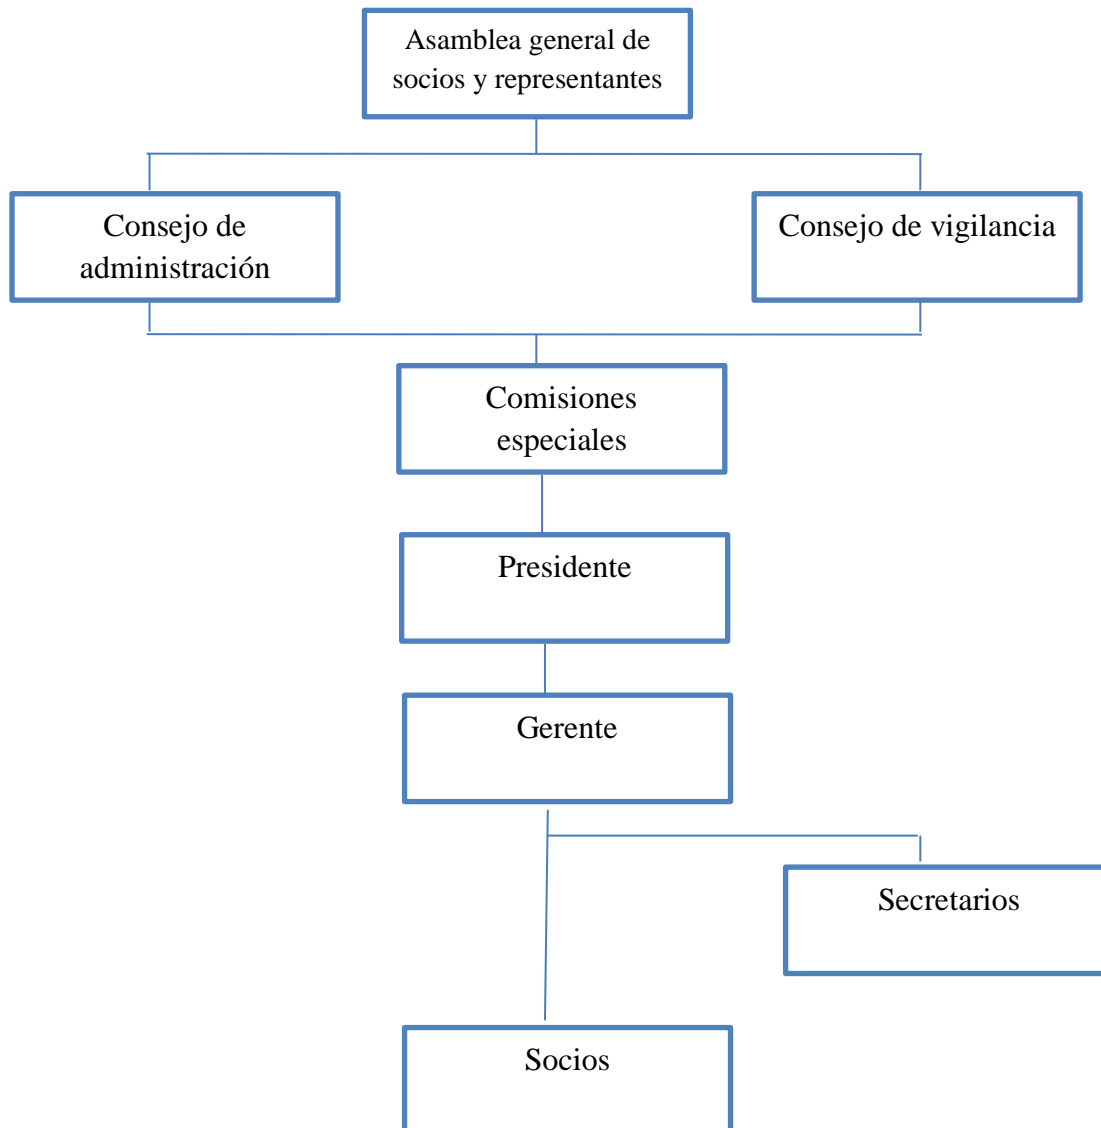 Asamblea general de
socios y representantes
Consejo de
administración
Consejo de vigilancia
Comisiones
especiales
Presidente
Gerente
Secretarios
Socios